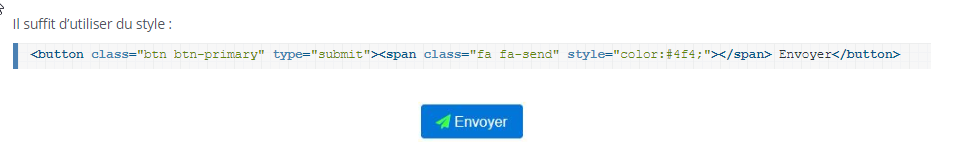 Il suffit d'utiliser du style :
<button class="btn btn-primary" type="submit"><span class="fa fa-send" style="color:#4f4;"></span> Envoyer</button>
Envoyer